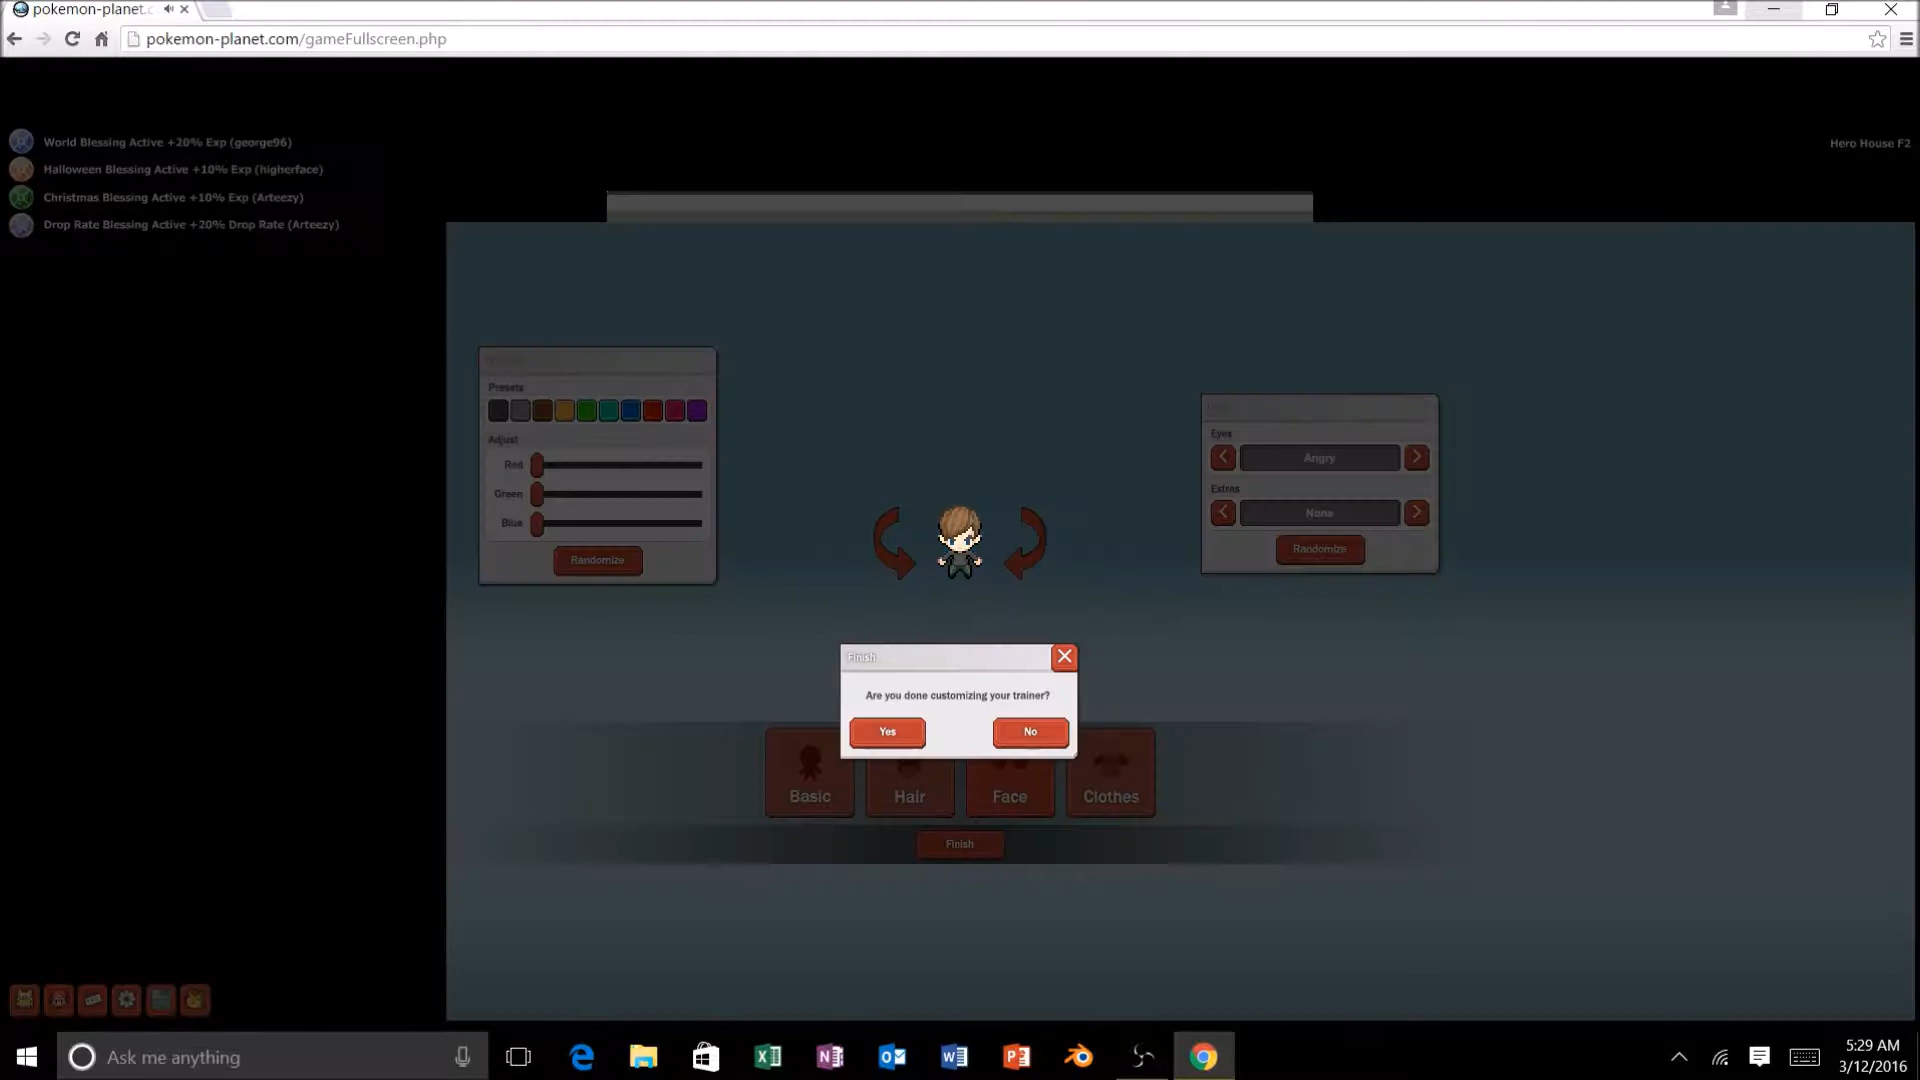 pokemon-planet.c
pokemon-planet.com/gameFullscreen.php
World Blessing Active +20% Exp (george96)
Halloween Blessing Active +10% Exp (higherface)
Christmas Blessing Active +10% Exp (Arteezy)
Drop Rate Blessing Active +20% Drop Rate (Arteezy)
Hero House F2
Presets
Adjust
Red
Green
Blue
Randomize
Eyes
Angry
Extras
None
Randomize
Finish
Are you done customizing your trainer?
Yes
No
Basic
Hair
Face
Clothes
Finish
Ask me anything
5:29 AM
3/12/2016